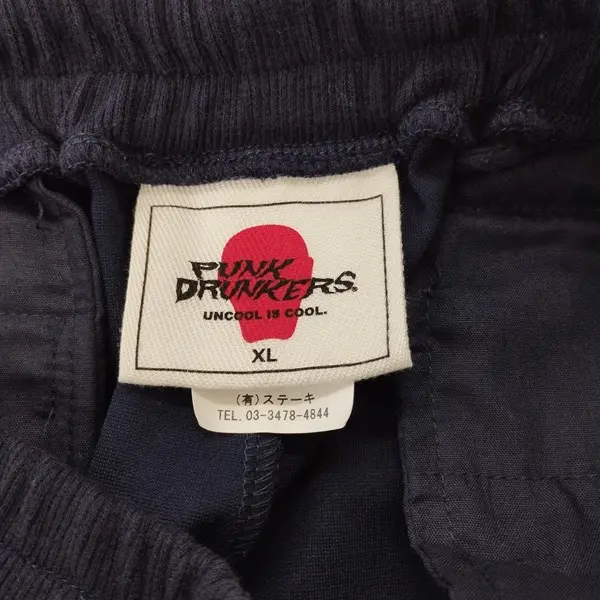 PUNK
DRUNKERS.
UNCOOL IS COOL.
XL
(有)ステーキ
TEL. 03-3478-4844